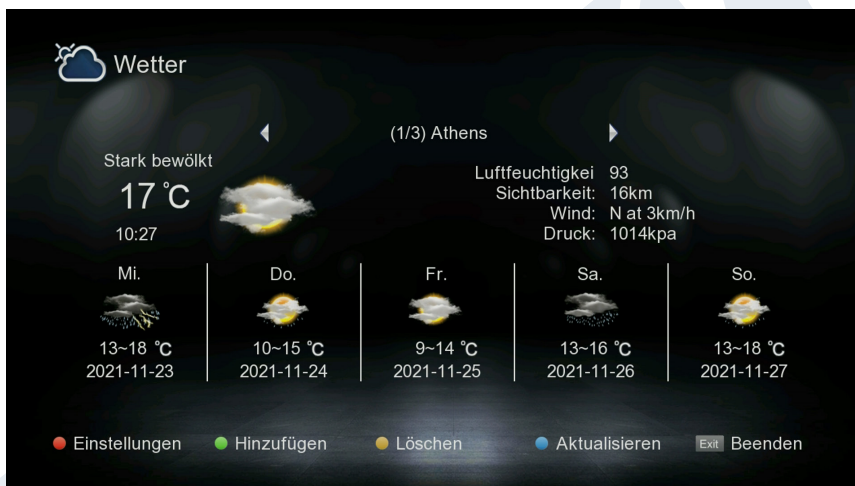 Wetter
(1/3) Athens
Stark bewölkt
17 °C
10:27
Luftfeuchtigkei 93
Sichtbarkeit: 16km
Wind: N at 3km/h
Druck: 1014kpa
Mi. Do. Fr. Sa. So.
13~18 °C 10~15 °C 9~14 °C 13~16 °C 13~18 °C
2021-11-23 2021-11-24 2021-11-25 2021-11-26 2021-11-27
Einstellungen Hinzufügen Löschen Aktualisieren Exit Beenden